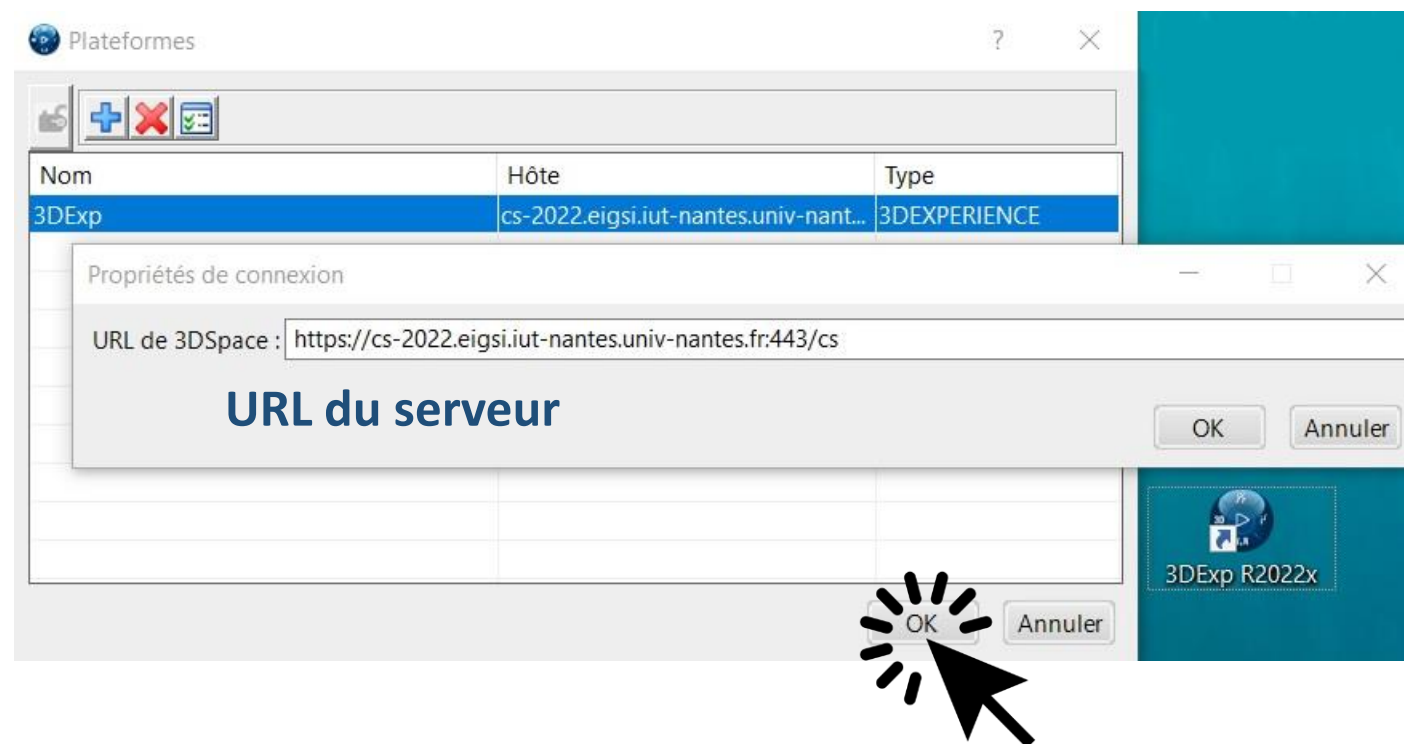 Plateformes
Nom Hôte Type
3DExp cs-2022.eigsi.iut-nantes.univ-nant... 3DEXPERIENCE
Propriétés de connexion
URL de 3DSpace : https://cs-2022.eigsi.iut-nantes.univ-nantes.fr:443/cs
URL du serveur
OK Annuler
3DExp R2022x
OK Annuler